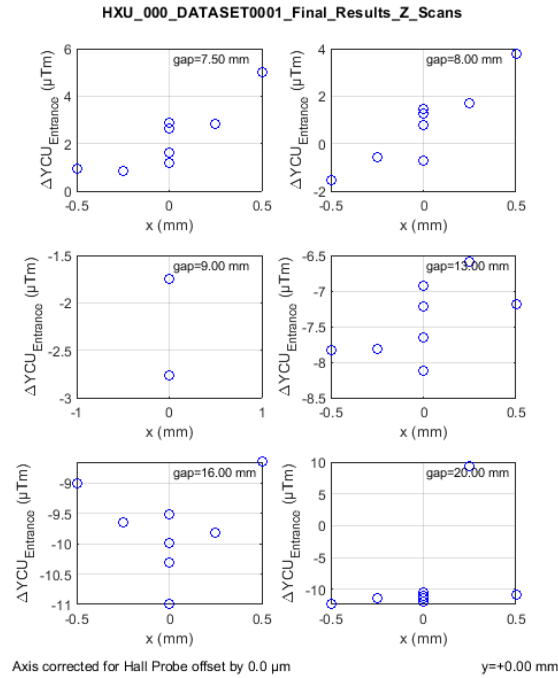 HXU_000_DATASET0001_Final_Results_Z_Scans
gap=7.50 mm
6
4
2
0
-0.5
0
0.5
x (mm)
ΔYCU_Entrance (µTm)
gap=8.00 mm
4
2
0
-2
-0.5
0
0.5
x (mm)
ΔYCU_Entrance (µTm)
gap=9.00 mm
-1.5
-2
-2.5
-3
-1
0
1
x (mm)
ΔYCU_Entrance (µTm)
gap=13.00 mm
-6.5
-7
-7.5
-8
-8.5
-0.5
0
0.5
x (mm)
ΔYCU_Entrance (µTm)
gap=16.00 mm
-9
-9.5
-10
-10.5
-11
-0.5
0
0.5
x (mm)
ΔYCU_Entrance (µTm)
gap=20.00 mm
10
5
0
-5
-10
-0.5
0
0.5
x (mm)
ΔYCU_Entrance (µTm)
Axis corrected for Hall Probe offset by 0.0 µm
y=+0.00 mm